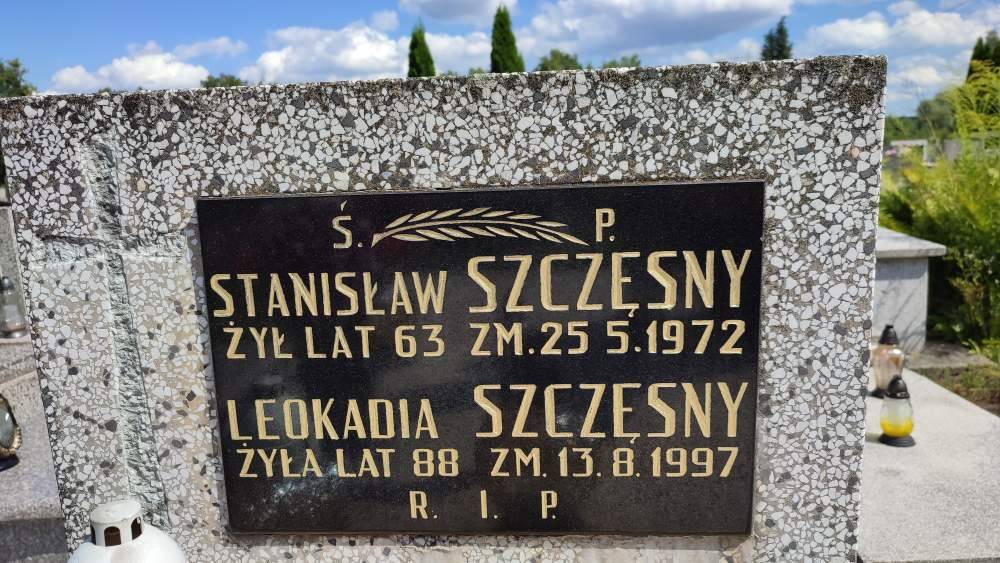 Ś. P.
STANISŁAW SZCZĘSNY
ŻYŁ LAT 63 ZM. 25 5.1972
LEOKADIA SZCZĘSNY
ŻYŁA LAT 88 ZM. 13.8.1997
R. I. P.